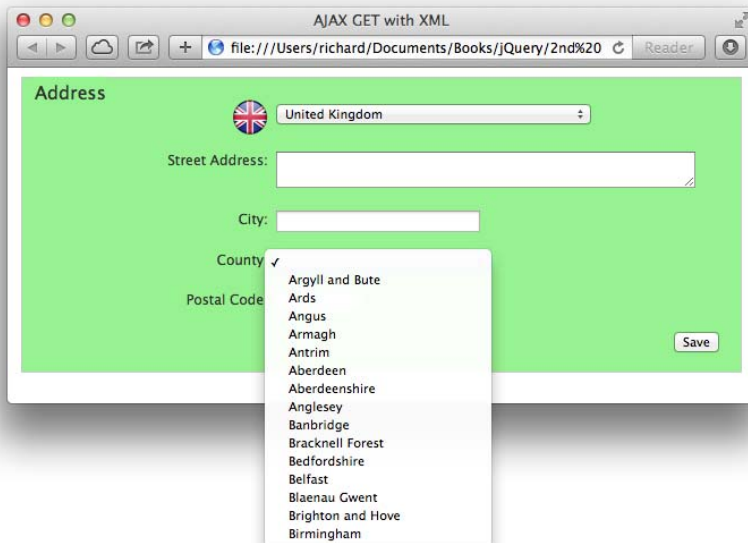 AJAX GET with XML
file:///Users/richard/Documents/Books/jQuery/2nd%20
Reader
Address
United Kingdom
Street Address:
City:
County
Postal Code
Argyll and Bute
Ards
Angus
Armagh
Antrim
Aberdeen
Aberdeenshire
Anglesey
Banbridge
Bracknell Forest
Bedfordshire
Belfast
Blaenau Gwent
Brighton and Hove
Birmingham
Save